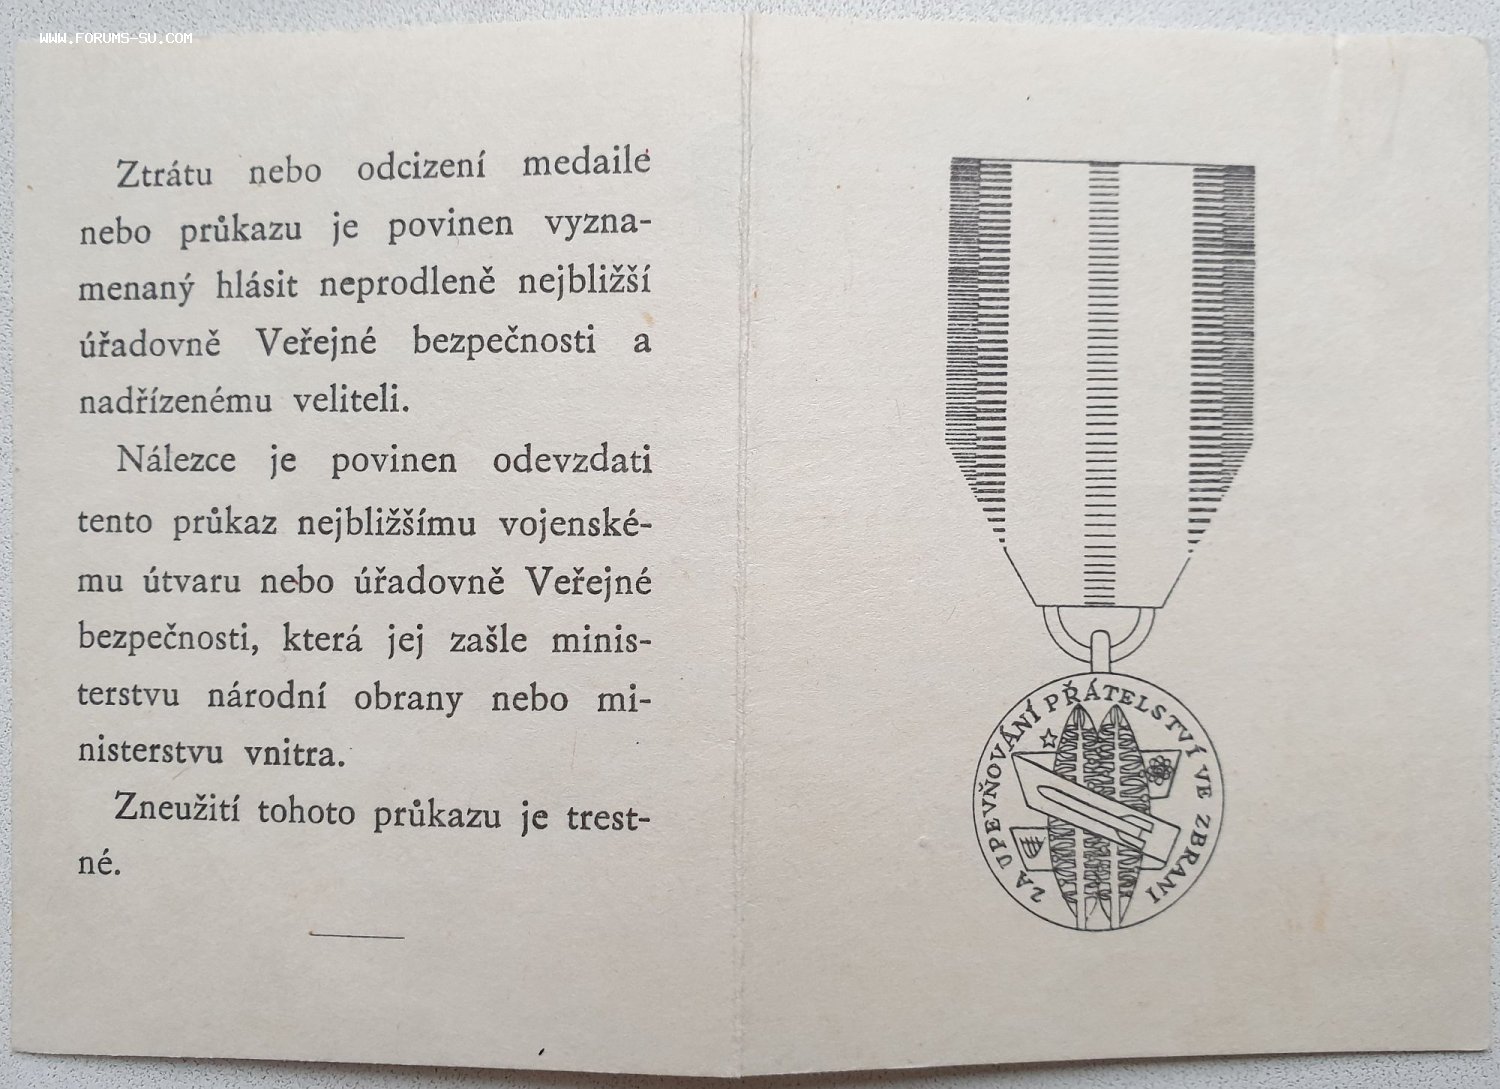 WWW.FORUMS-SU.COM
Ztrátu nebo odcizení medaile
nebo průkazu je povinen vyzna-
menaný hlásit neprodleně nejbližší
úřadovně Veřejné bezpečnosti a
nadřízenému veliteli.
Nálezce je povinen odevzdati
tento průkaz nejbližšímu vojenské-
mu útvaru nebo úřadovně Veřejné
bezpečnosti, která jej zašle minis-
terstvu národní obrany nebo mi-
nisterstvu vnitra.
Zneužití tohoto průkazu je trest-
né.
ZA UPEVŇOVÁNÍ PŘÁTELSTVÍ VE ZBRANI